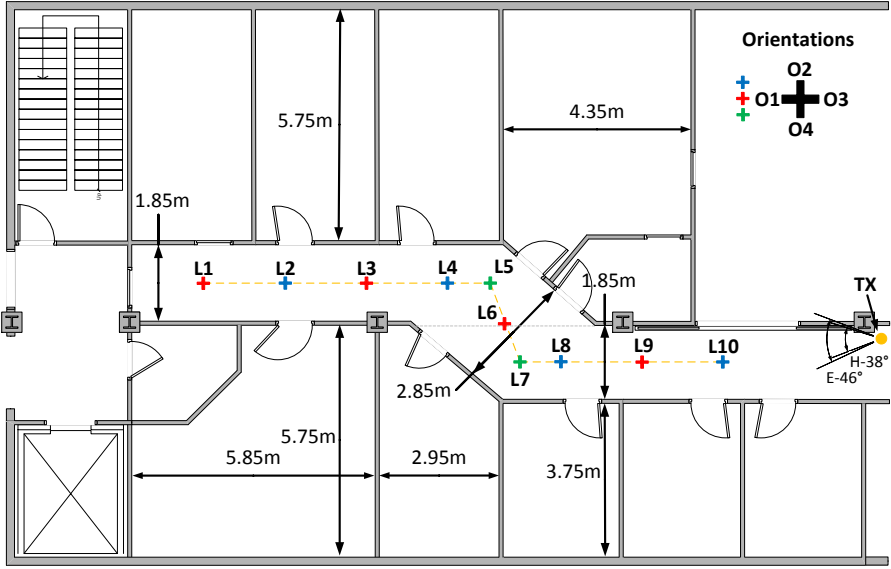 Orientations
O2
O1
O3
O4
4.35m
5.75m
1.85m
L1
L2
L3
L4
L5
1.85m
TX
L6
L8
L9
L10
H-38°
E-46°
L7
2.85m
5.75m
5.85m
2.95m
3.75m